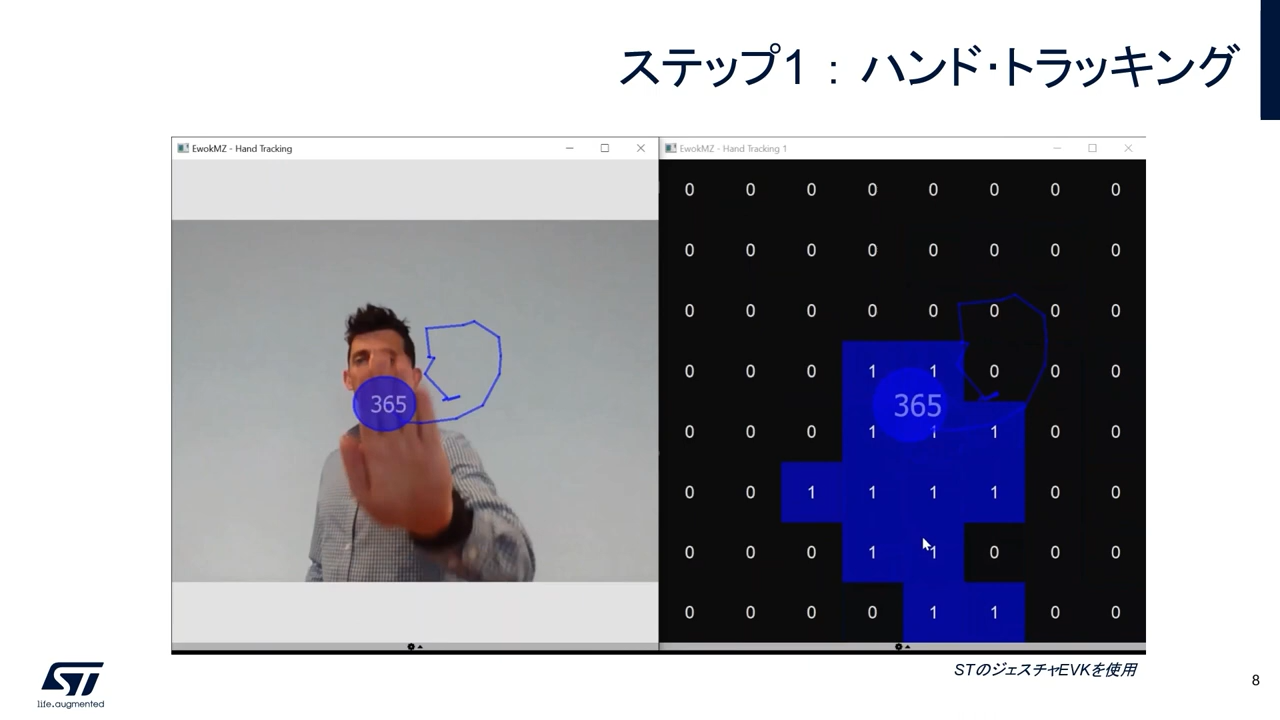 ステップ1：ハンド・トラッキング
EwokMZ - Hand Tracking
EwokMZ - Hand Tracking 1
365
0 0 0 0 0 0 0 0
0 0 0 0 0 0 0 0
0 0 0 0 0 0 0 0
0 0 0 1 1 0 0 0
365
0 0 0 1 1 1 0 0
0 0 1 1 1 1 0 0
0 0 0 1 1 0 0 0
0 0 0 0 1 1 0 0
STのジェスチャEVKを使用
ST
life.augmented
8